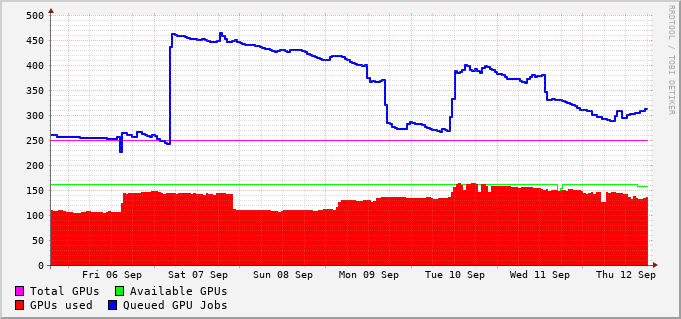 500
450
400
350
300
250
200
150
100
50
0
Fri 06 Sep Sat 07 Sep Sun 08 Sep Mon 09 Sep Tue 10 Sep Wed 11 Sep Thu 12 Sep
Total GPUs Available GPUs
GPUs used Queued GPU Jobs
RRDTOOL / TOBI OETIKER